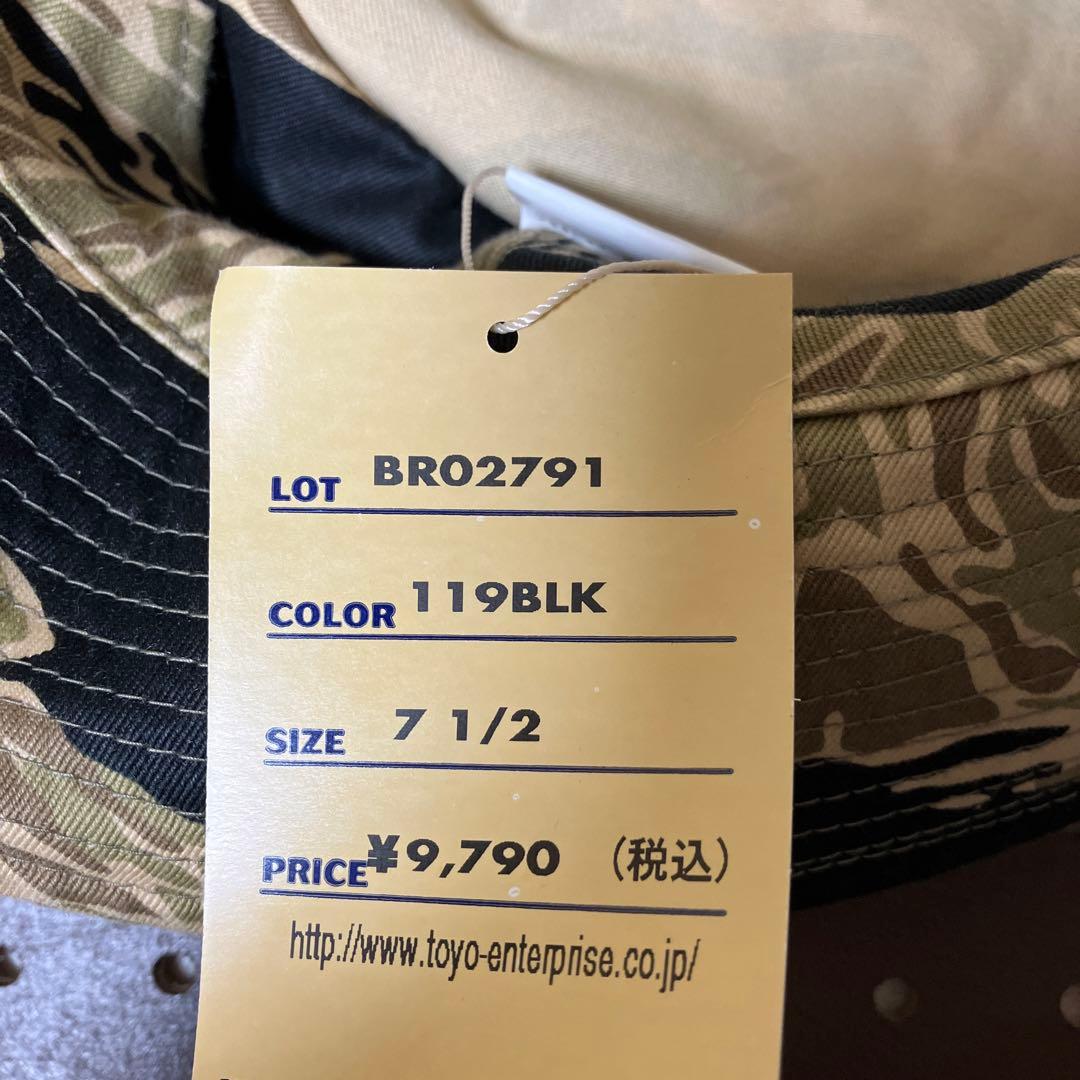 LOT BR02791
COLOR 119BLK
SIZE 7 1/2
PRICE ¥9,790 (税込)
http://www.toyo-enterprise.co.jp/